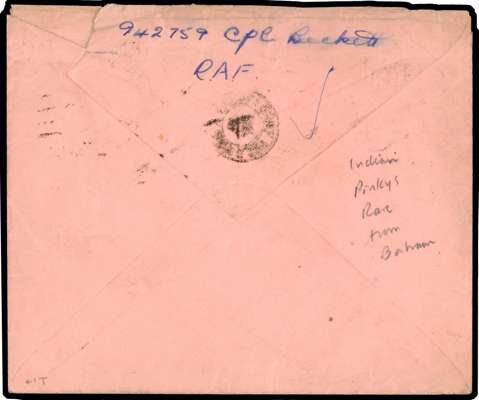 942759 Cpl Beckett
RAF.
Indian
Pinkys
Rare
from
Bahrain